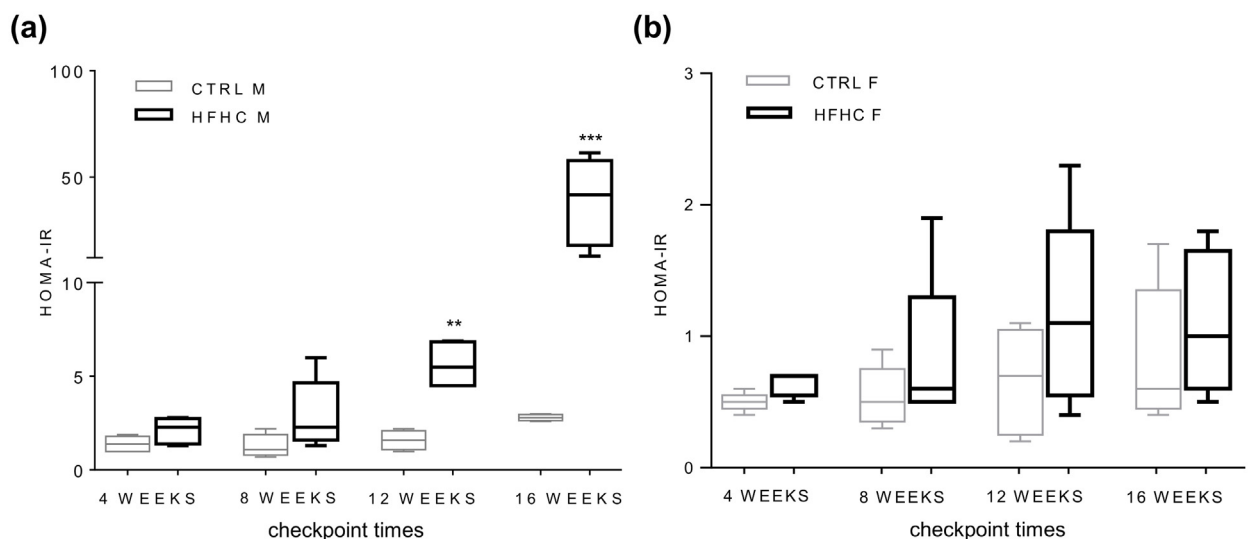 (a)
100
CTRL M
HFHC M
***
50
HOMA-IR
10
**
5
0
4 WEEKS 8 WEEKS 12 WEEKS 16 WEEKS
checkpoint times
(b)
3
CTRL F
HFHC F
2
HOMA-IR
1
0
4 WEEKS 8 WEEKS 12 WEEKS 16 WEEKS
checkpoint times